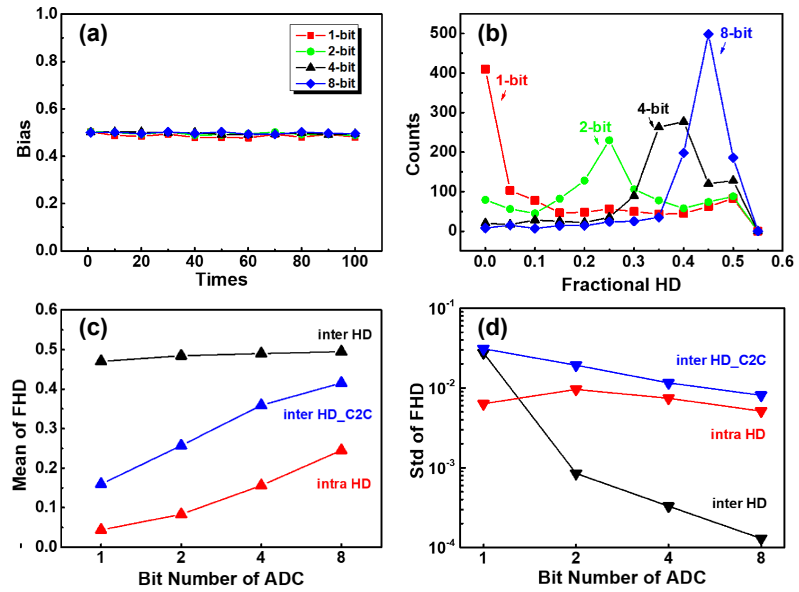 (a)
1-bit
2-bit
4-bit
8-bit
Bias
1.0
0.8
0.6
0.4
0.2
0.0
0 20 40 60 80 100
Times
(b)
8-bit
1-bit
4-bit
2-bit
Counts
500
400
300
200
100
0
0.0 0.1 0.2 0.3 0.4 0.5 0.6
Fractional HD
(c)
inter HD
inter HD_C2C
intra HD
Mean of FHD
0.6
0.5
0.4
0.3
0.2
0.1
0.0
-
1 2 4 8
Bit Number of ADC
(d)
inter HD_C2C
intra HD
inter HD
Std of FHD
10-1
10-2
10-3
10-4
1 2 4 8
Bit Number of ADC